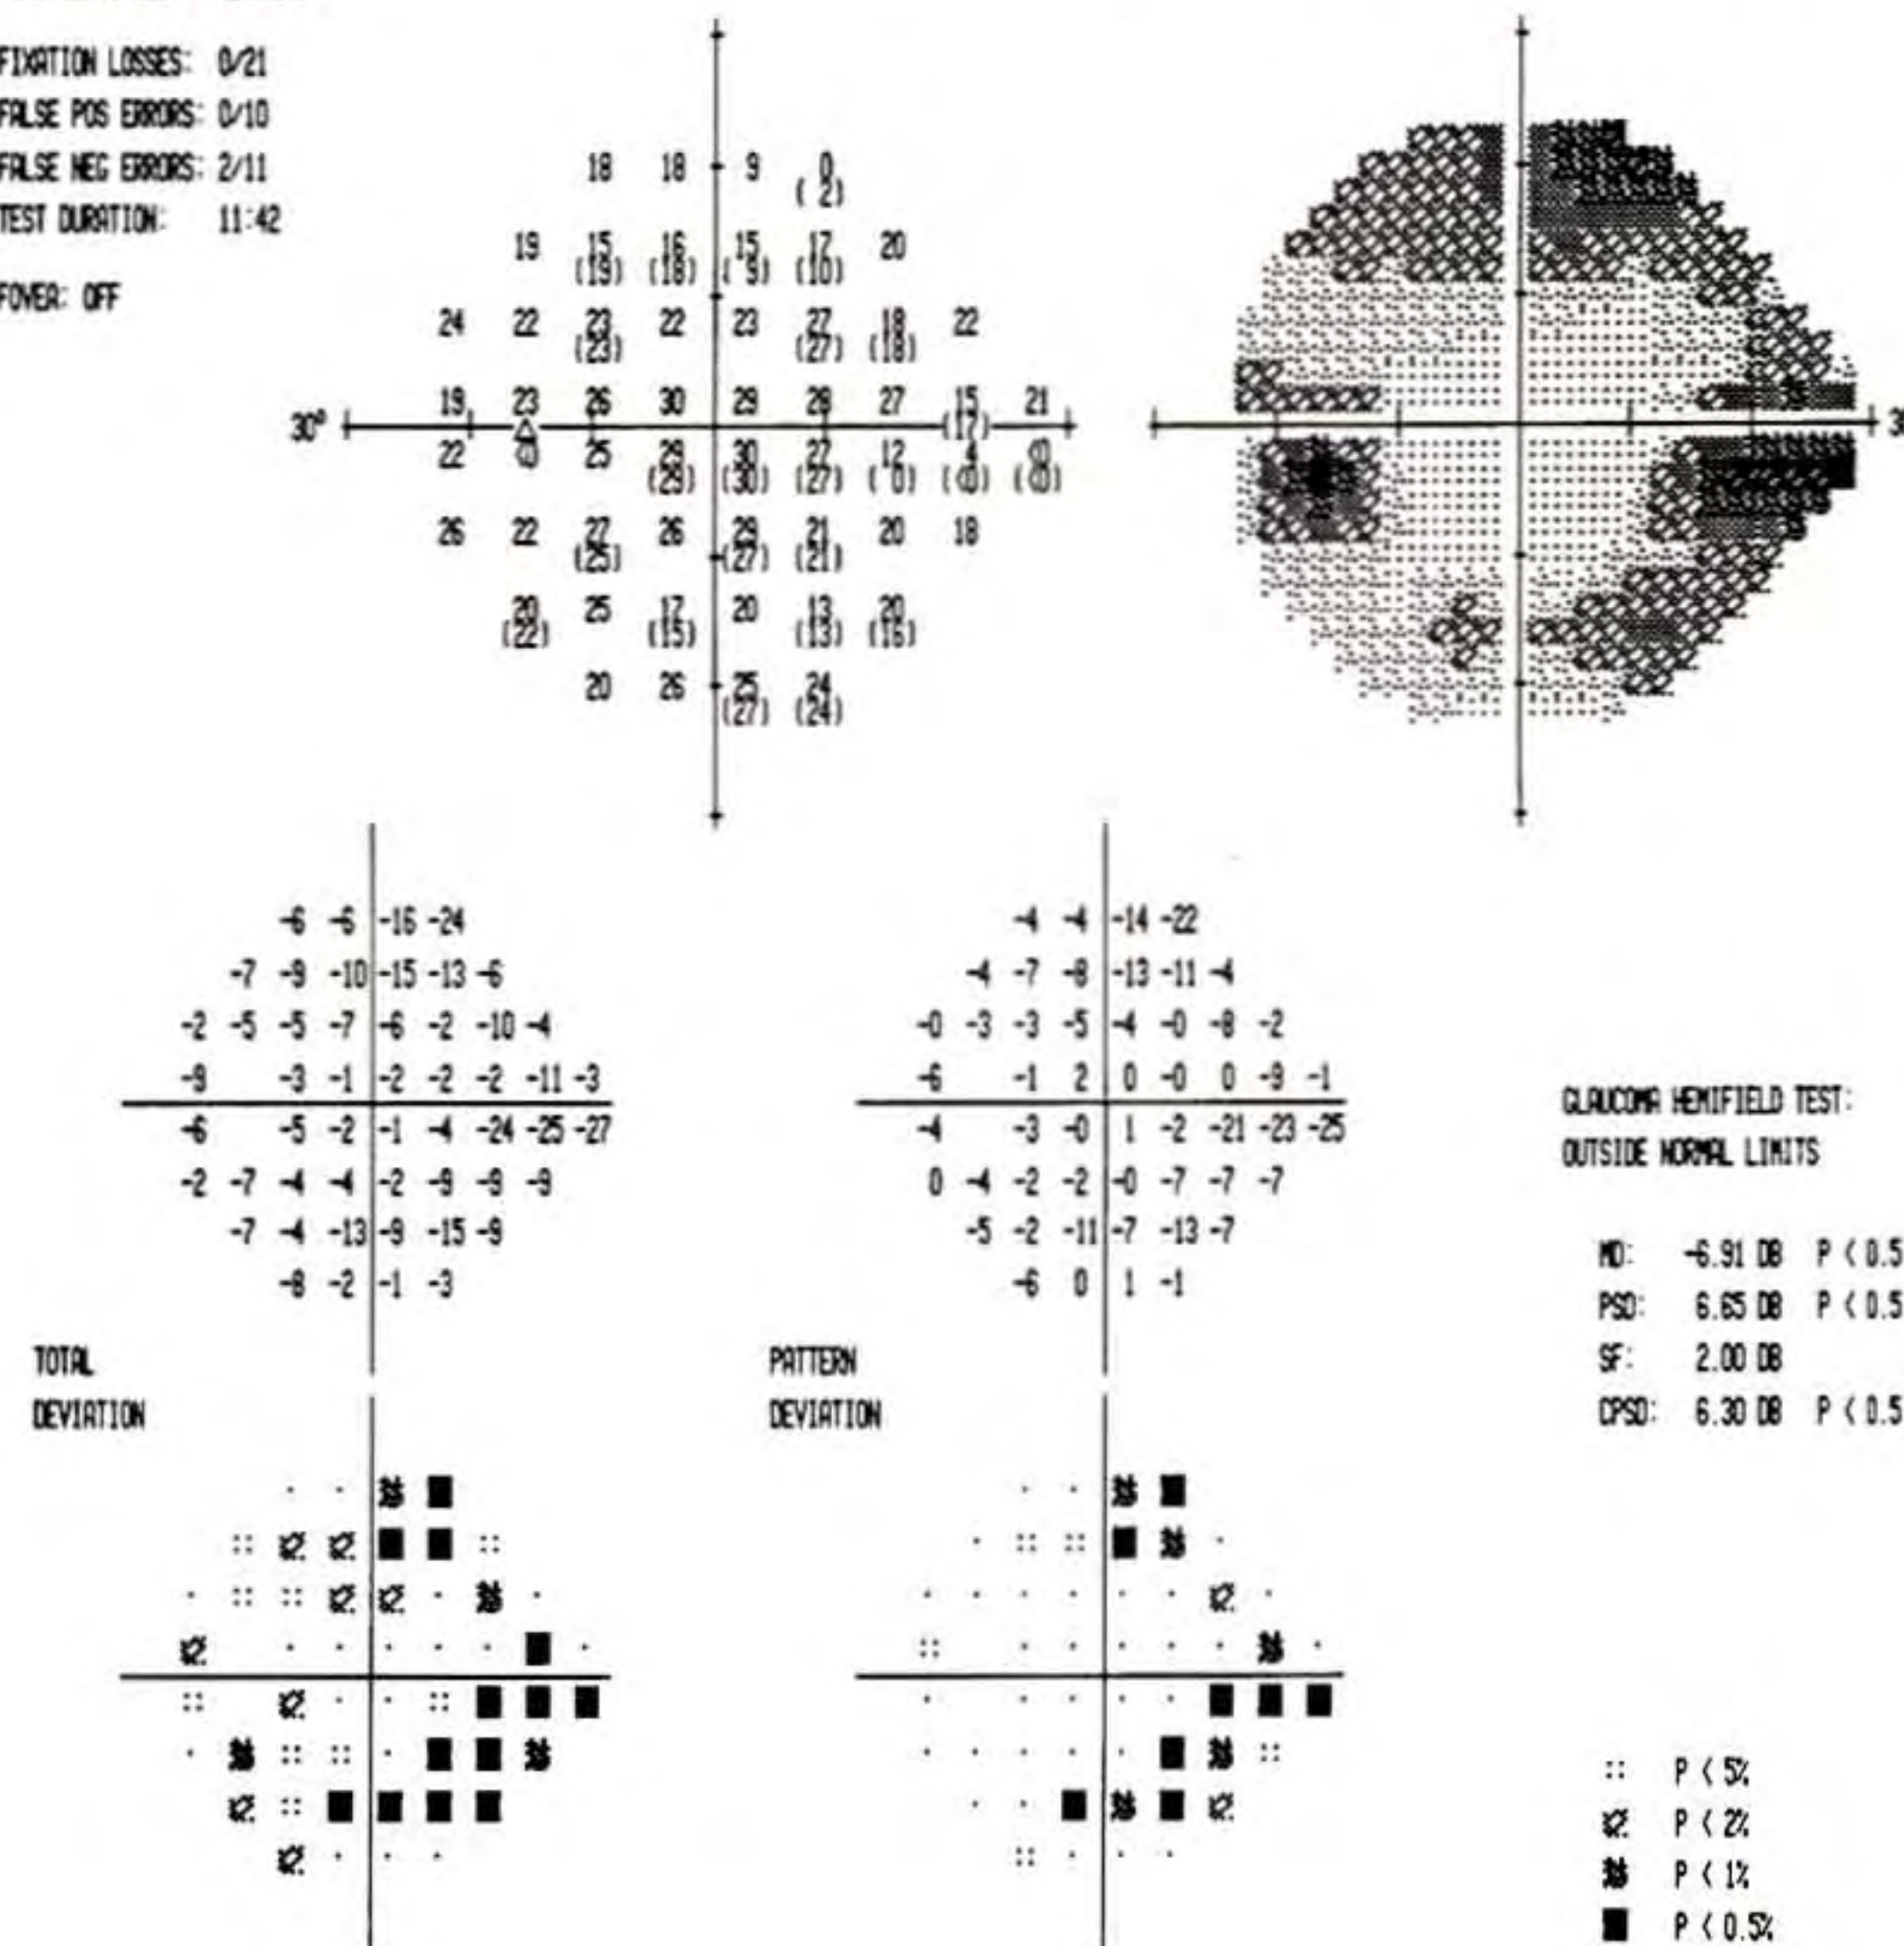 FIXATION LOSSES: 0/21
FALSE POS ERRORS: 0/10
FALSE NEG ERRORS: 2/11
TEST DURATION: 11:42
FOVEA: OFF
18 18 9 0
( 2)
19 15 16 15 17 20
(19) (18) ( 9) (10)
24 22 23 22 23 27 18 22
(23) (27) (18)
19 23 26 30 29 28 27 15 21
30° (17)
22 <0 25 29 30 27 12 4 <0
(29) (30) (27) ( 0) (<0) (<0)
26 22 27 26 29 21 20 18
(25) (27) (21)
20 25 17 20 13 20
(22) (15) (13) (16)
20 26 25 24
(27) (24)
-6 -6 -16 -24
-7 -9 -10 -15 -13 -6
-2 -5 -5 -7 -6 -2 -10 -4
-9 -3 -1 -2 -2 -2 -11 -3
-6 -5 -2 -1 -4 -24 -25 -27
-2 -7 -4 -4 -2 -9 -9 -9
-7 -4 -13 -9 -15 -9
-8 -2 -1 -3
TOTAL
DEVIATION
-4 -4 -14 -22
-4 -7 -8 -13 -11 -4
-0 -3 -3 -5 -4 -0 -8 -2
-6 -1 2 0 -0 0 -9 -1
-4 -3 -0 1 -2 -21 -23 -25
0 -4 -2 -2 -0 -7 -7 -7
-5 -2 -11 -7 -13 -7
-6 0 1 -1
PATTERN
DEVIATION
GLAUCOMA HEMIFIELD TEST:
OUTSIDE NORMAL LIMITS
MD: -6.91 DB P < 0.5
PSD: 6.65 DB P < 0.5
SF: 2.00 DB
CPSD: 6.30 DB P < 0.5
:: P < 5%
P < 2%
P < 1%
P < 0.5%